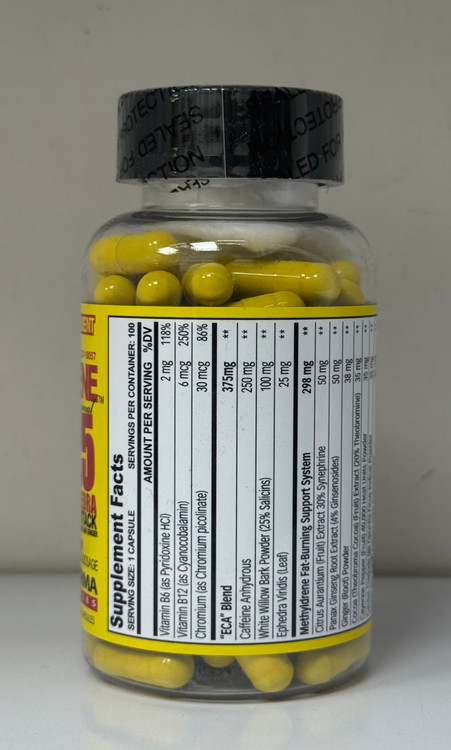 PROTECTION
SEALED FOR
Supplement Facts
SERVING SIZE: 1 CAPSULE SERVINGS PER CONTAINER: 100
AMOUNT PER SERVING %DV
Vitamin B6 (as Pyridoxine HCl) 2 mg 118%
Vitamin B12 (as Cyanocobalamin) 6 mcg 250%
Chromium (as Chromium picolinate) 30 mcg 86%
"ECA" Blend 375mg **
Caffeine Anhydrous 250 mg **
White Willow Bark Powder (25% Salicins) 100 mg **
Ephedra Viridis (Leaf) 25 mg **
Methyldrene Fat-Burning Support System 298 mg **
Citrus Aurantium (Fruit) Extract 30% Synephrine 50 mg **
Panax Ginseng Root Extract (4% Ginsenosides) 50 mg **
Ginger (Root) Powder 38 mg **
Cocoa (Theobroma Cocoa) (Fruit) Extract (20% Theobromine) 35 mg **